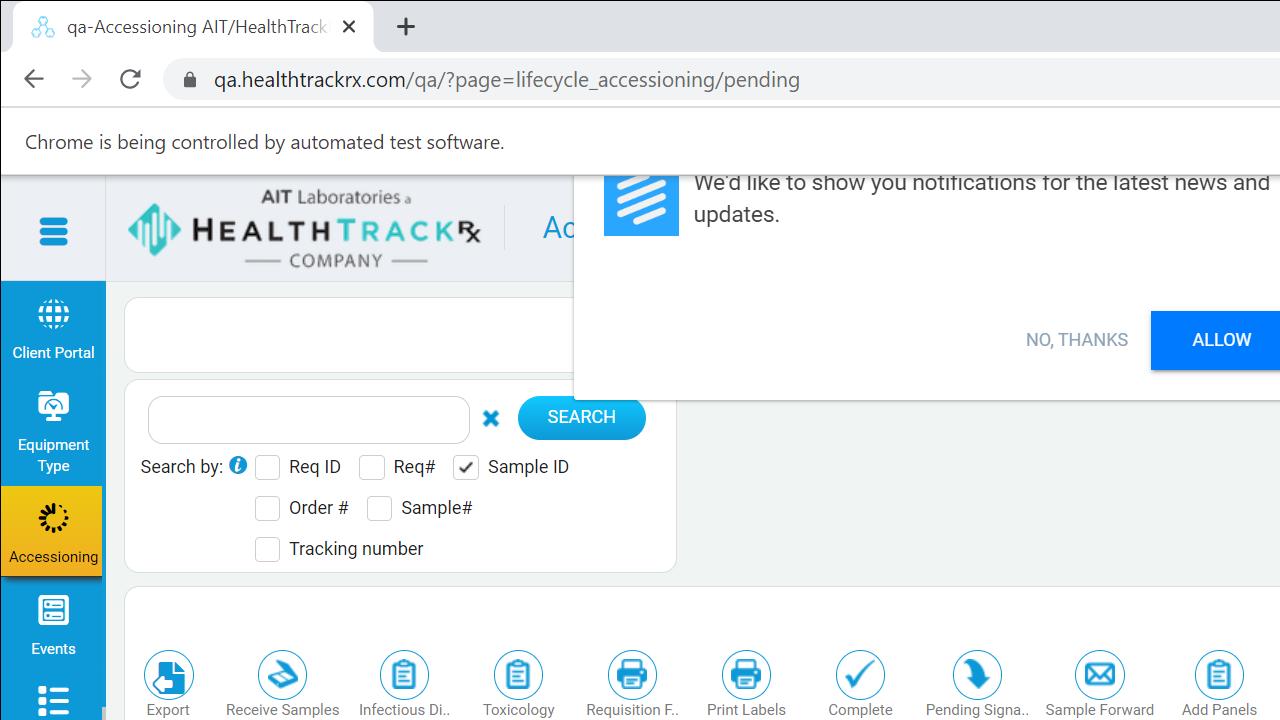 qa-Accessioning AIT/HealthTrack
qa.healthtrackrx.com/qa/?page=lifecycle_accessioning/pending
Chrome is being controlled by automated test software.
AIT Laboratories a
HEALTHTRACKRx
COMPANY
Ac
We'd like to show you notifications for the latest news and
updates.
NO, THANKS
ALLOW
Client Portal
Equipment
Type
Accessioning
Events
SEARCH
Search by: Req ID Req# Sample ID
Order # Sample#
Tracking number
Export Receive Samples Infectious Di.. Toxicology Requisition F.. Print Labels Complete Pending Signa.. Sample Forward Add Panels